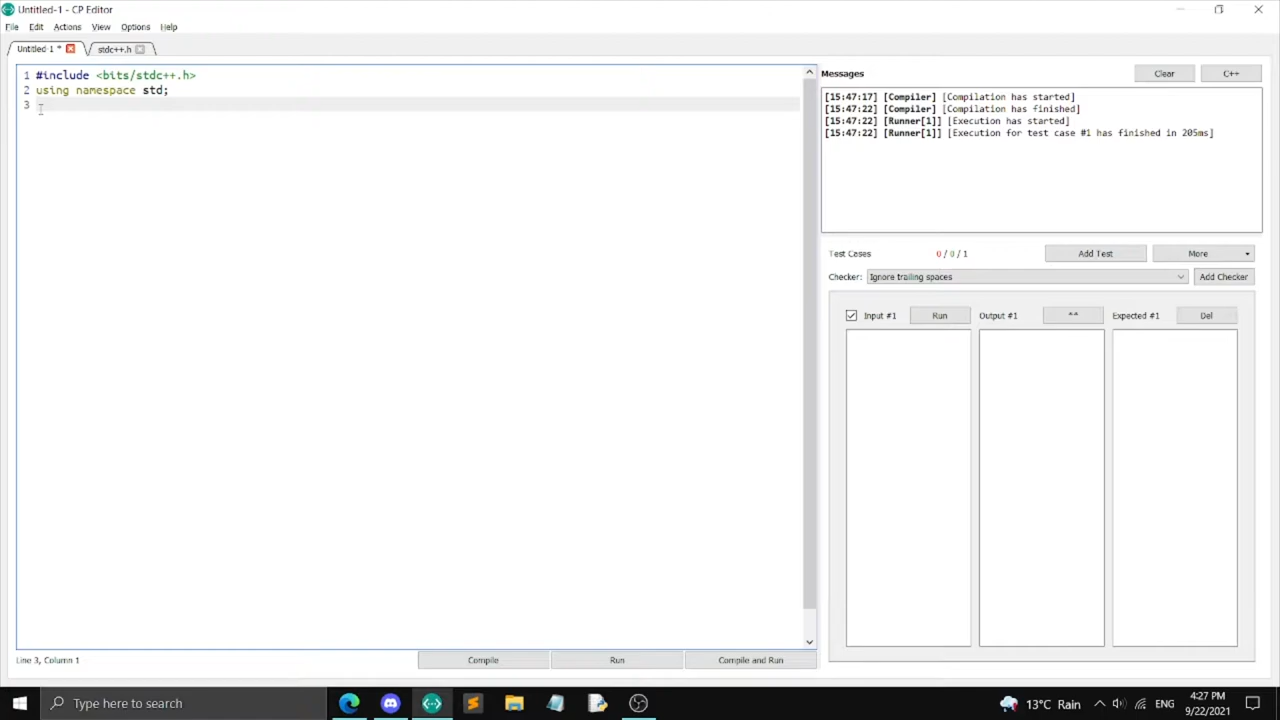 Untitled-1 - CP Editor
File Edit Actions View Options Help
Untitled-1 * stdc++.h
1 #include <bits/stdc++.h>
2 using namespace std;
3
Messages
Clear
C++
[15:47:17] [Compiler] [Compilation has started]
[15:47:22] [Compiler] [Compilation has finished]
[15:47:22] [Runner[1]] [Execution has started]
[15:47:22] [Runner[1]] [Execution for test case #1 has finished in 205ms]
Test Cases 0 / 0 / 1 Add Test More
Checker: Ignore trailing spaces Add Checker
Input #1 Run Output #1 ^^ Expected #1 Del
Line 3, Column 1 Compile Run Compile and Run
Type here to search
13°C Rain
ENG
4:27 PM
9/22/2021